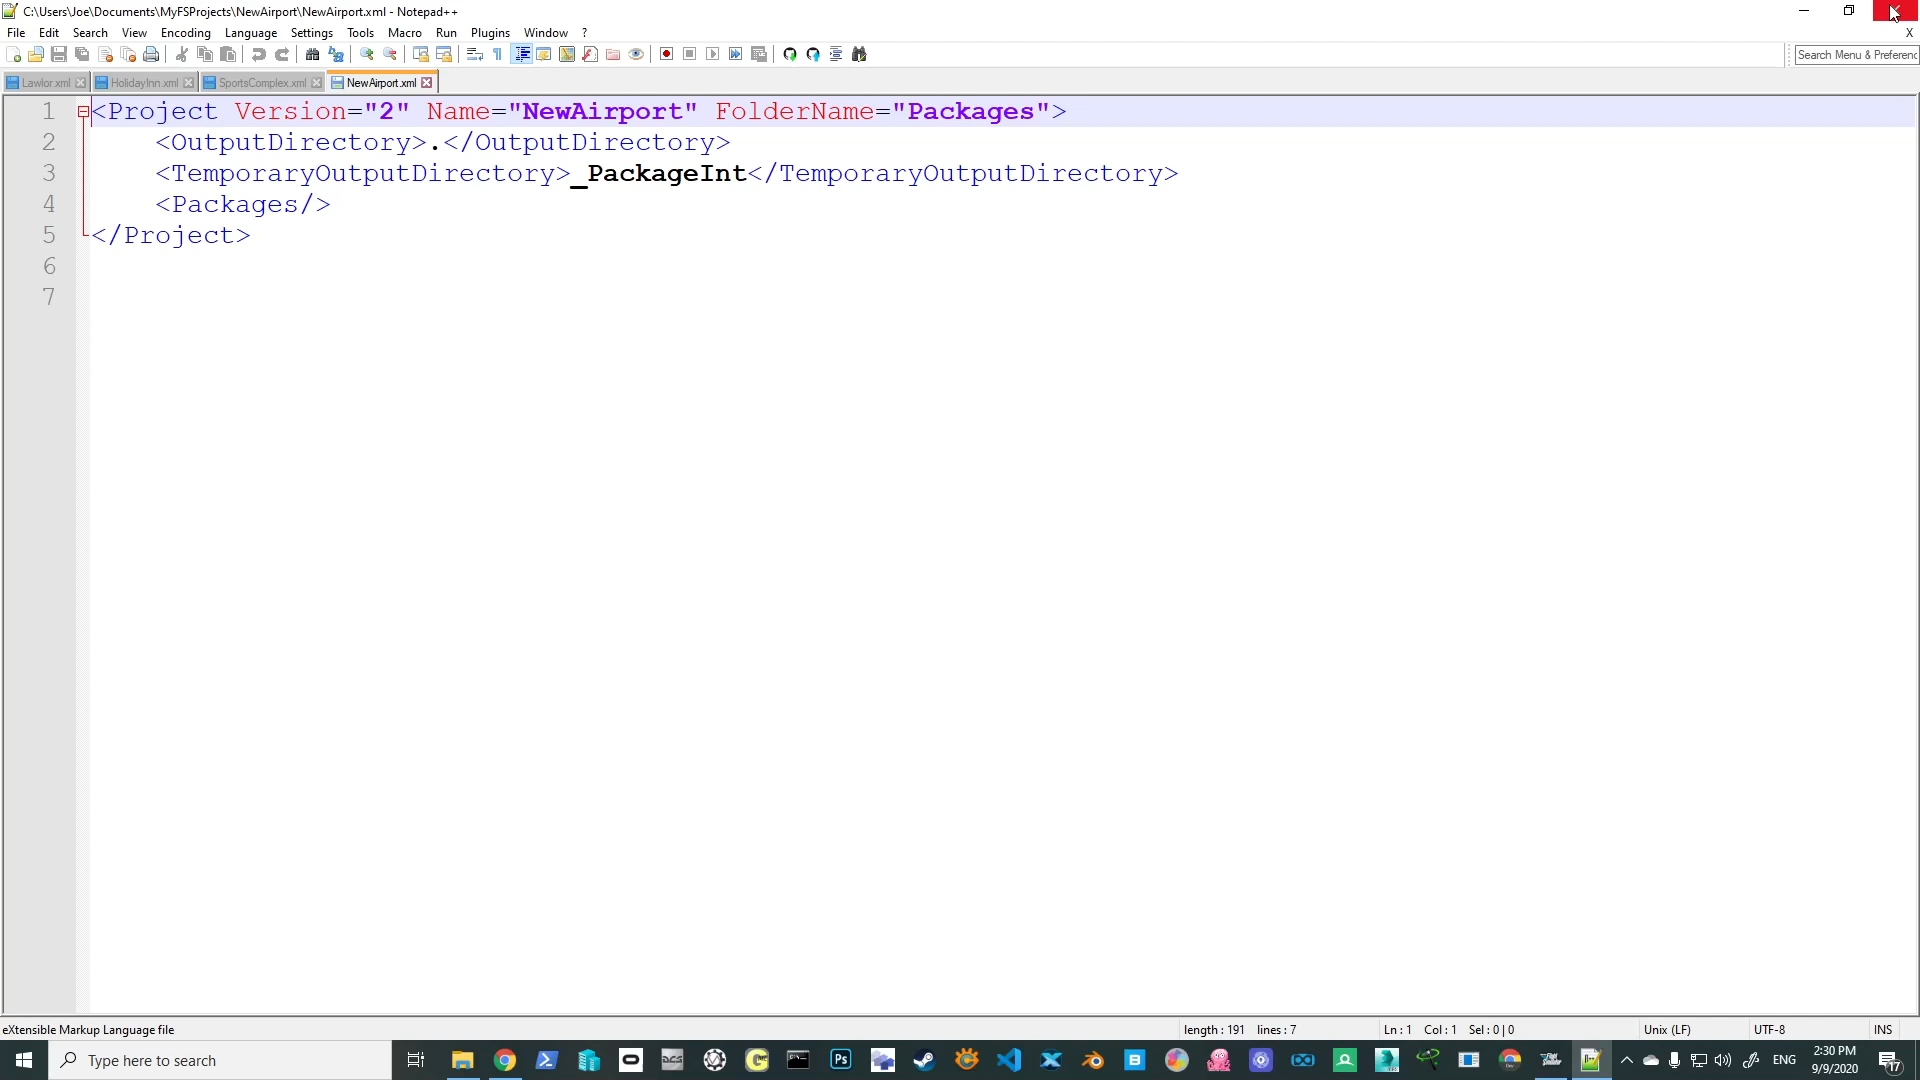 C:\Users\Joe\Documents\MyFSProjects\NewAirport\NewAirport.xml - Notepad++
File Edit Search View Encoding Language Settings Tools Macro Run Plugins Window ? X
Search Menu & Preferenc
Lawlor.xml HolidayInn.xml SportsComplex.xml NewAirport.xml
1 <Project Version="2" Name="NewAirport" FolderName="Packages">
2 <OutputDirectory>.</OutputDirectory>
3 <TemporaryOutputDirectory>_PackageInt</TemporaryOutputDirectory>
4 <Packages/>
5 </Project>
6
7
eXtensible Markup Language file length : 191 lines : 7 Ln : 1 Col : 1 Sel : 0 | 0 Unix (LF) UTF-8 INS
Type here to search Ps ENG 2:30 PM
9/9/2020 17